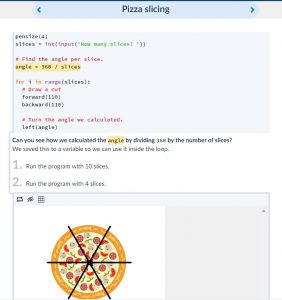 Pizza slicing
pensize(4)
slices = int(input('How many slices? '))
# Find the angle per slice.
angle = 360 / slices
for i in range(slices):
# Draw a cut
forward(110)
backward(110)
# Turn the angle we calculated.
left(angle)
Can you see how we calculated the angle by dividing 360 by the number of slices?
We saved this to a variable so we can use it inside the loop.
1. Run the program with 10 slices.
2. Run the program with 4 slices.